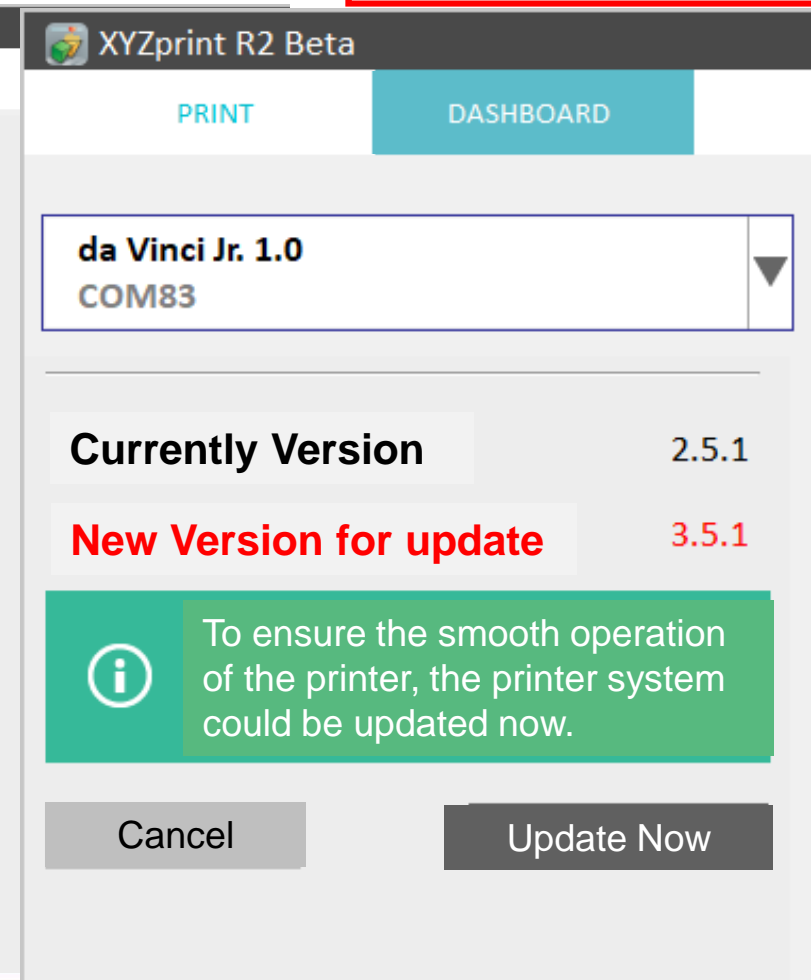 XYZprint R2 Beta
PRINT
DASHBOARD
da Vinci Jr. 1.0
COM83
Currently Version 2.5.1
New Version for update 3.5.1
To ensure the smooth operation
of the printer, the printer system
could be updated now.
Cancel
Update Now